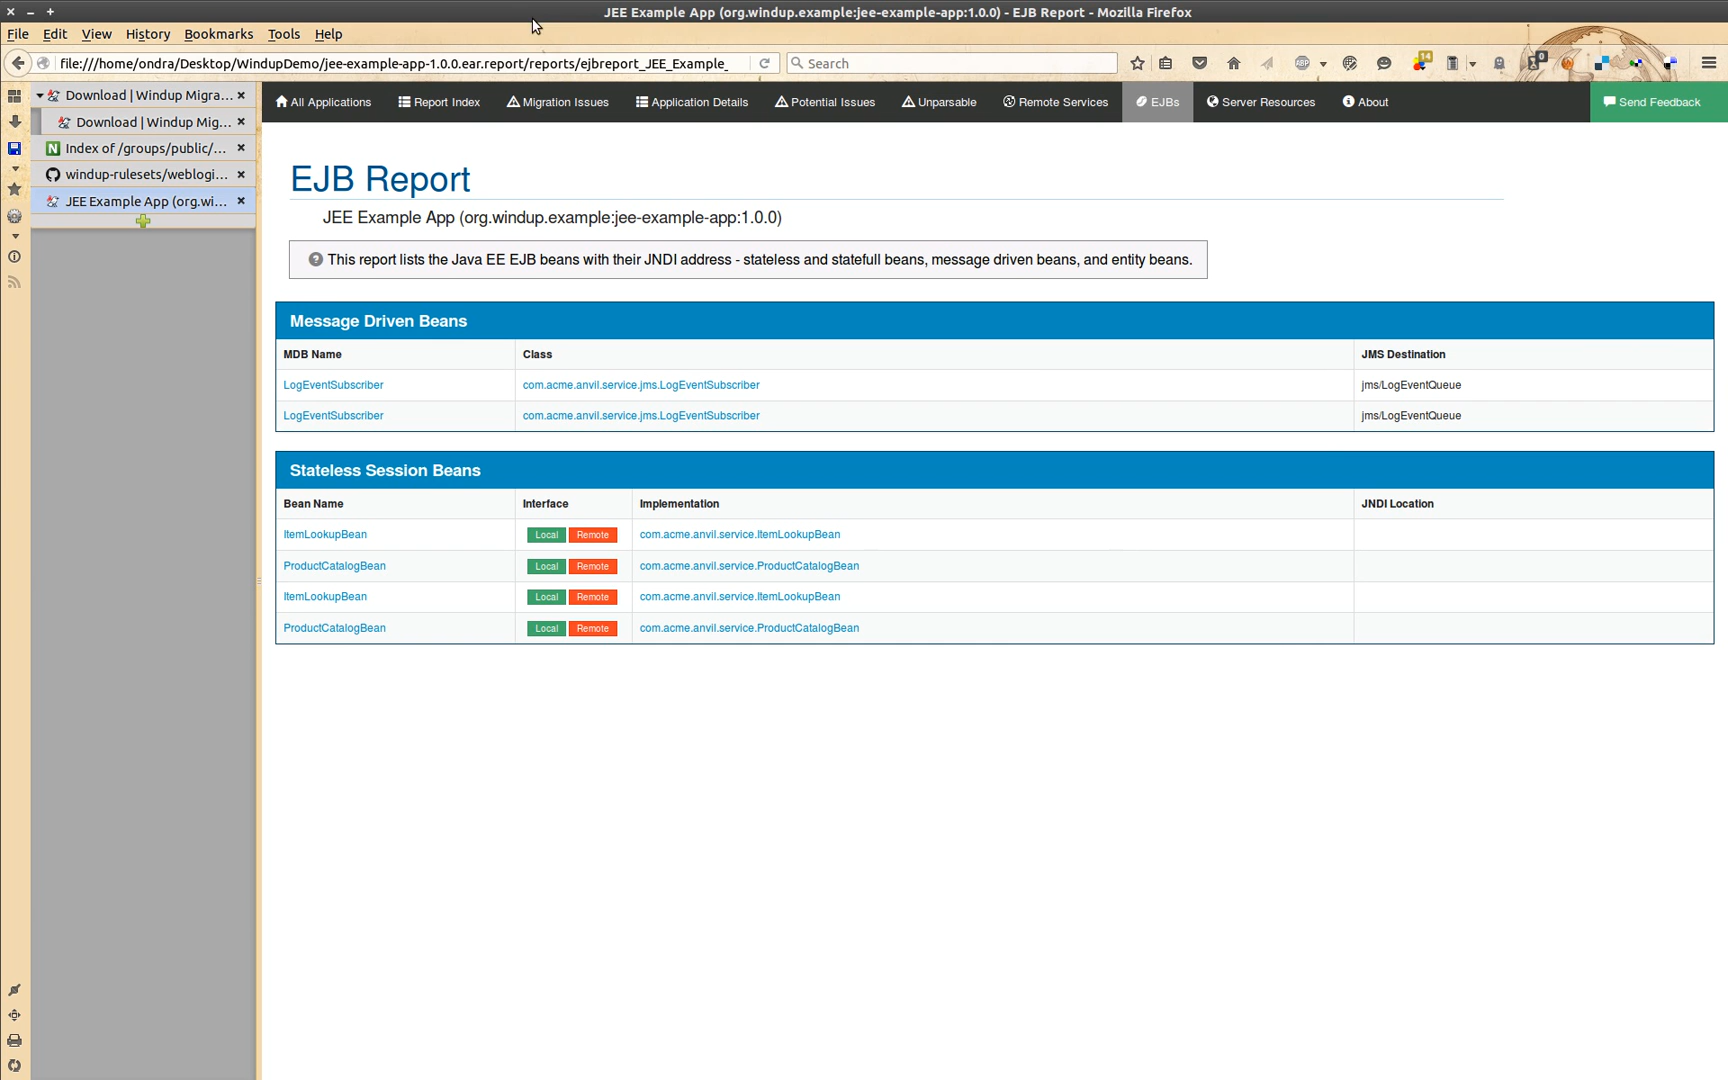 JEE Example App (org.windup.example:jee-example-app:1.0.0) - EJB Report - Mozilla Firefox
File Edit View History Bookmarks Tools Help
file:///home/ondra/Desktop/WindupDemo/jee-example-app-1.0.0.ear.report/reports/ejbreport_JEE_Example_
Search
ABP
14
0
Download | Windup Migra...
Download | Windup Mig...
Index of /groups/public/...
windup-rulesets/weblogi...
JEE Example App (org.wi...
All Applications Report Index Migration Issues Application Details Potential Issues Unparsable Remote Services EJBs Server Resources About Send Feedback
EJB Report
JEE Example App (org.windup.example:jee-example-app:1.0.0)
This report lists the Java EE EJB beans with their JNDI address - stateless and statefull beans, message driven beans, and entity beans.
Message Driven Beans
MDB Name Class JMS Destination
LogEventSubscriber com.acme.anvil.service.jms.LogEventSubscriber jms/LogEventQueue
LogEventSubscriber com.acme.anvil.service.jms.LogEventSubscriber jms/LogEventQueue
Stateless Session Beans
Bean Name Interface Implementation JNDI Location
ItemLookupBean Local Remote com.acme.anvil.service.ItemLookupBean
ProductCatalogBean Local Remote com.acme.anvil.service.ProductCatalogBean
ItemLookupBean Local Remote com.acme.anvil.service.ItemLookupBean
ProductCatalogBean Local Remote com.acme.anvil.service.ProductCatalogBean